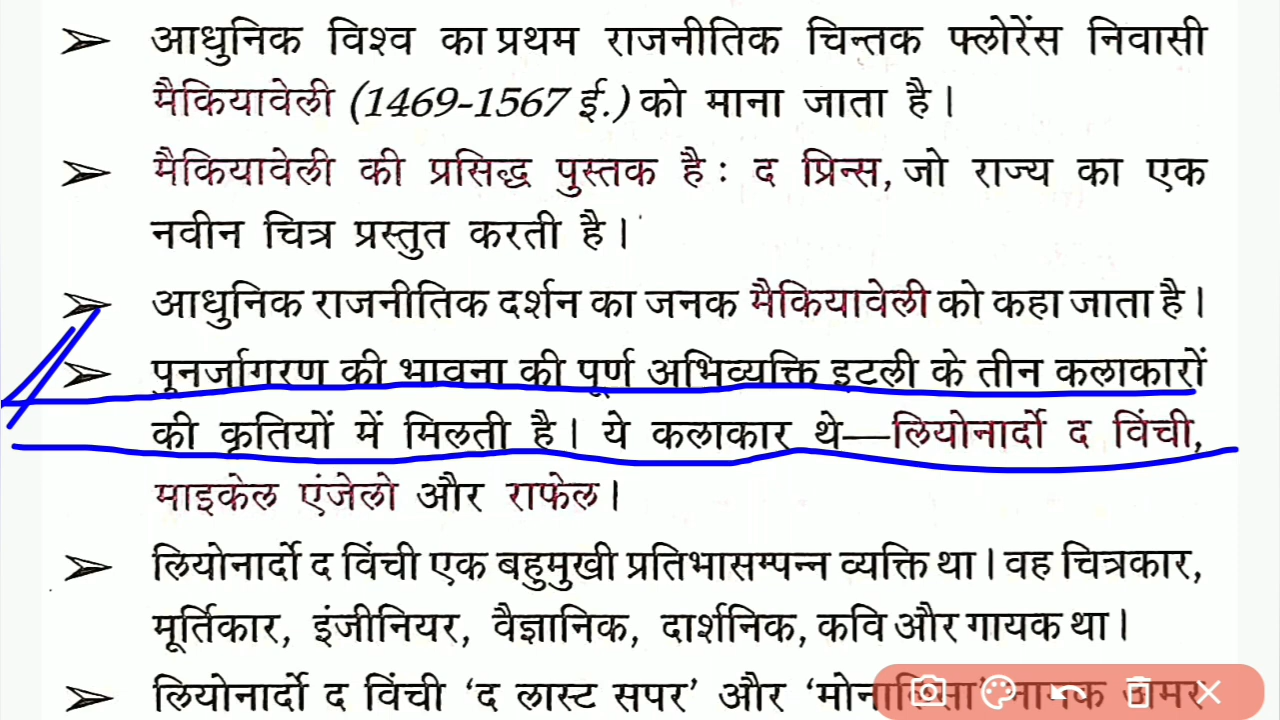 ➢ आधुनिक विश्व का प्रथम राजनीतिक चिन्तक फ्लोरेंस निवासी
मैकियावेली (1469-1567 ई.) को माना जाता है।
➢ मैकियावेली की प्रसिद्ध पुस्तक है : द प्रिन्स, जो राज्य का एक
नवीन चित्र प्रस्तुत करती है।
➢ आधुनिक राजनीतिक दर्शन का जनक मैकियावेली को कहा जाता है।
➢ पुनर्जागरण की भावना की पूर्ण अभिव्यक्ति इटली के तीन कलाकारों
की कृतियों में मिलती है। ये कलाकार थे—लियोनार्दो द विंची,
माइकेल एंजेलो और राफेल।
➢ लियोनार्दो द विंची एक बहुमुखी प्रतिभासम्पन्न व्यक्ति था। वह चित्रकार,
मूर्तिकार, इंजीनियर, वैज्ञानिक, दार्शनिक, कवि और गायक था।
➢ लियोनार्दो द विंची ‘द लास्ट सपर’ और ‘मोनालिसा’ नामक अमर